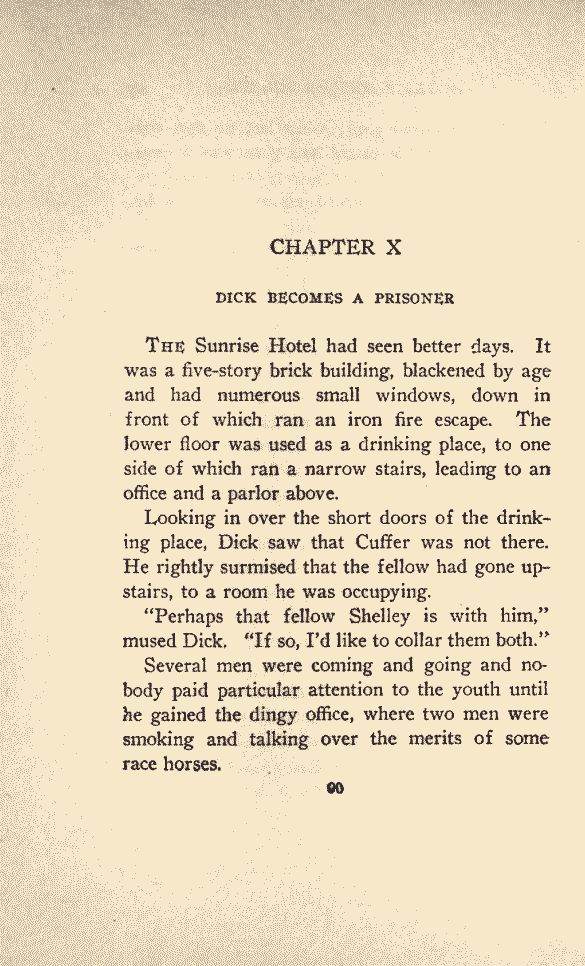 CHAPTER X
DICK BECOMES A PRISONER
THE Sunrise Hotel had seen better days. It
was a five-story brick building, blackened by age
and had numerous small windows, down in
front of which ran an iron fire escape. The
lower floor was used as a drinking place, to one
side of which ran a narrow stairs, leading to an
office and a parlor above.
Looking in over the short doors of the drink-
ing place, Dick saw that Cuffer was not there.
He rightly surmised that the fellow had gone up-
stairs, to a room he was occupying.
"Perhaps that fellow Shelley is with him,"
mused Dick. "If so, I'd like to collar them both."
Several men were coming and going and no-
body paid particular attention to the youth until
he gained the dingy office, where two men were
smoking and talking over the merits of some
race horses.
90